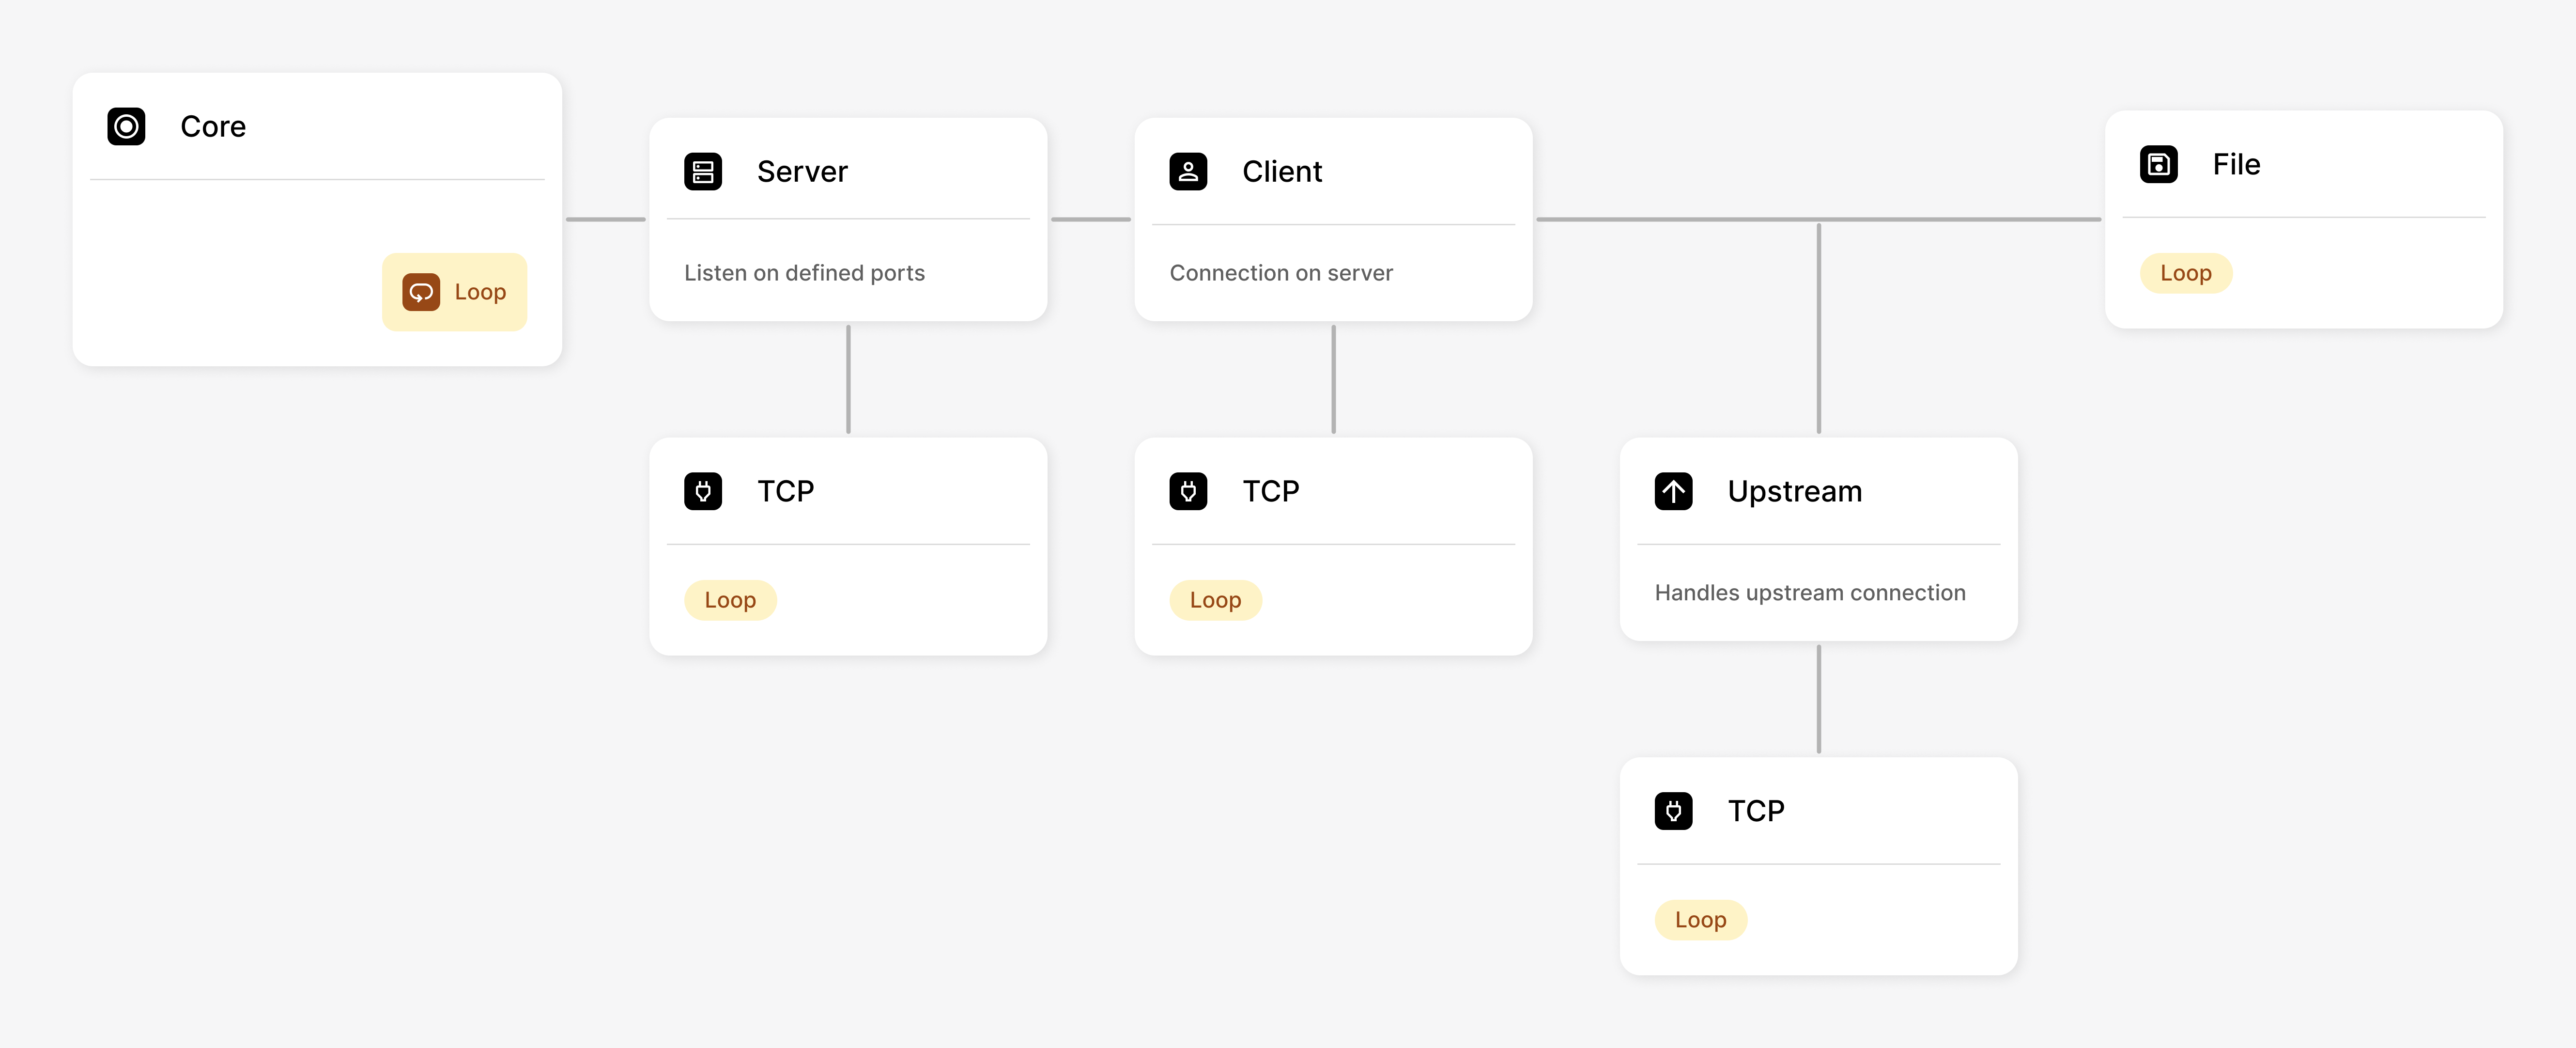 Core
Loop
Server
Listen on defined ports
Client
Connection on server
File
Loop
TCP
Loop
TCP
Loop
Upstream
Handles upstream connection
TCP
Loop